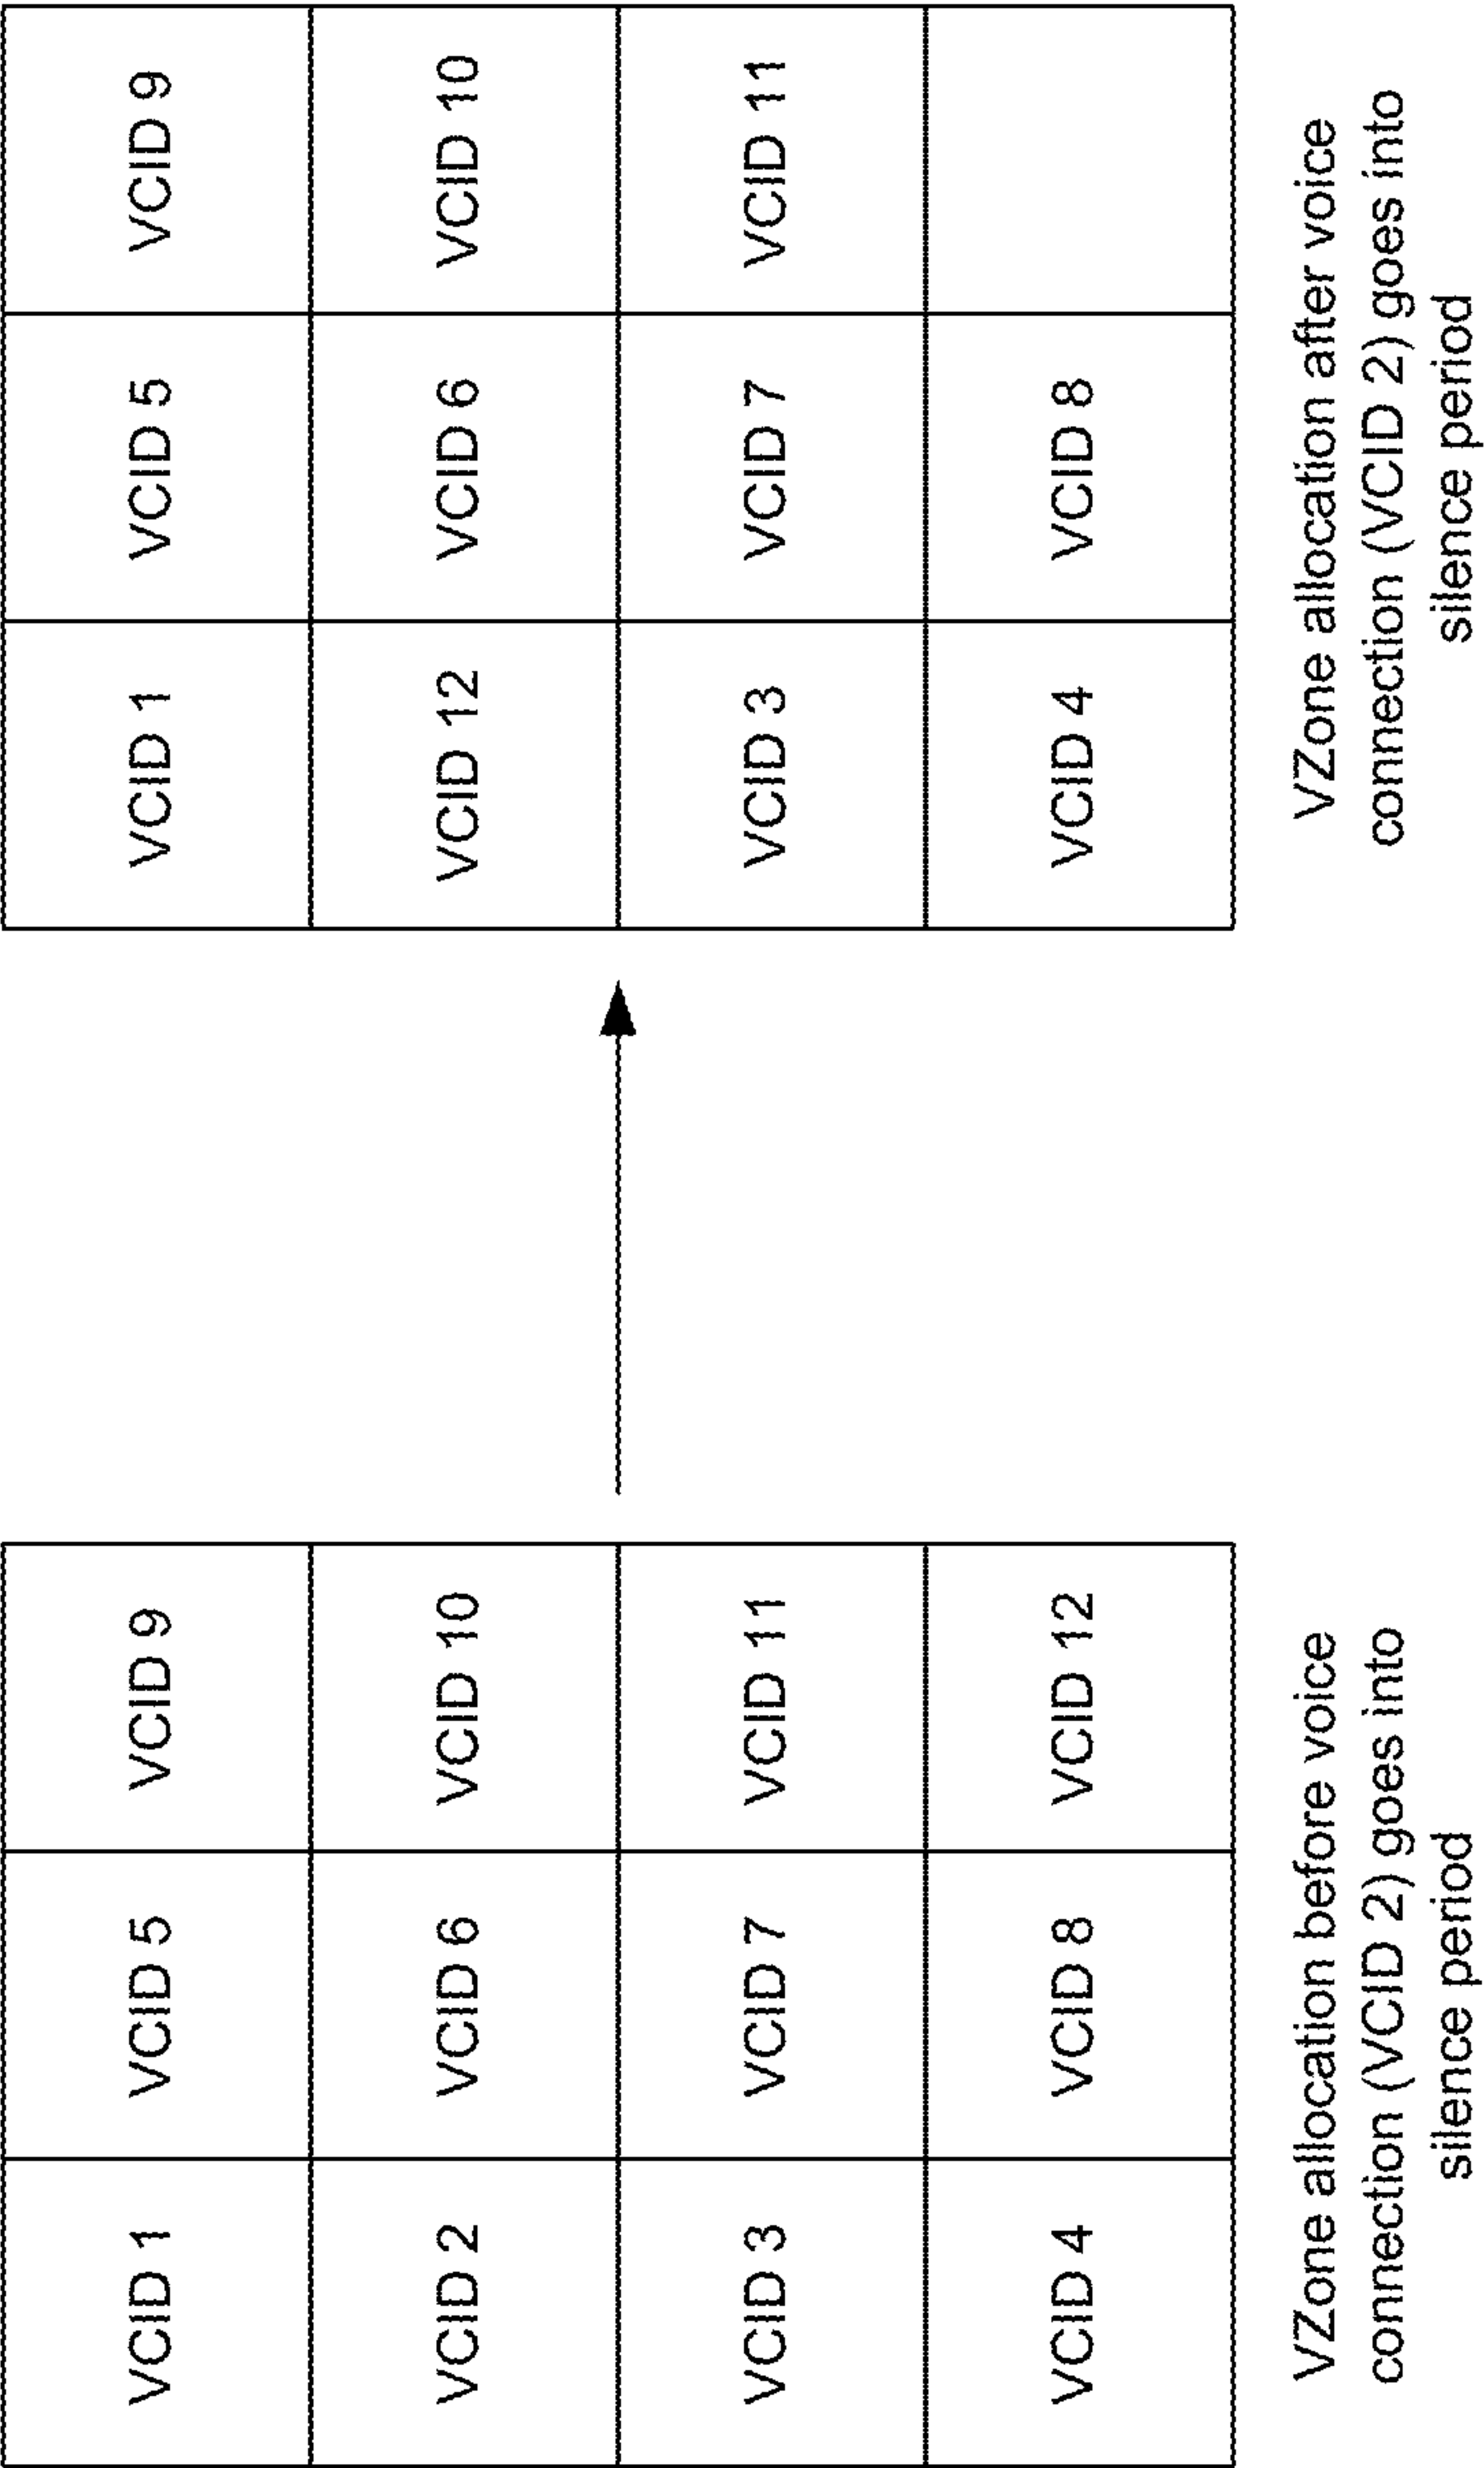 VCID 1
VCID 5
VCID 9
VCID 2
VCID 6
VCID 10
VCID 3
VCID 7
VCID 11
VCID 4
VCID 8
VCID 12
VZone allocation before voice
connection (VCID 2) goes into
silence period
VCID 1
VCID 5
VCID 9
VCID 12
VCID 6
VCID 10
VCID 3
VCID 7
VCID 11
VCID 4
VCID 8
VZone allocation after voice
connection (VCID 2) goes into
silence period